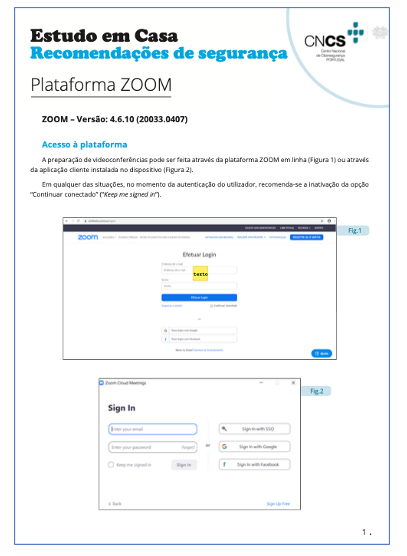 Estudo em Casa
Recomendações de segurança
CNCS
Centro Nacional
de Cibersegurança
PORTUGAL
Plataforma ZOOM
ZOOM – Versão: 4.6.10 (20033.0407)
Acesso à plataforma
A preparação de videoconferências pode ser feita através da plataforma ZOOM em linha (Figura 1) ou através
da aplicação cliente instalada no dispositivo (Figura 2).
Em qualquer das situações, no momento da autenticação do utilizador, recomenda-se a inativação da opção
"Continuar conectado" ("Keep me signed in").
Fig.1
zoom
Efetuar Login
texto
Efetuar Login
ou
Fig.2
Zoom Cloud Meetings
Sign In
Enter your email
Enter your password Forgot?
Keep me signed in Sign In
or
Sign In with SSO
Sign In with Google
Sign In with Facebook
< Back
Sign Up Free
1 .